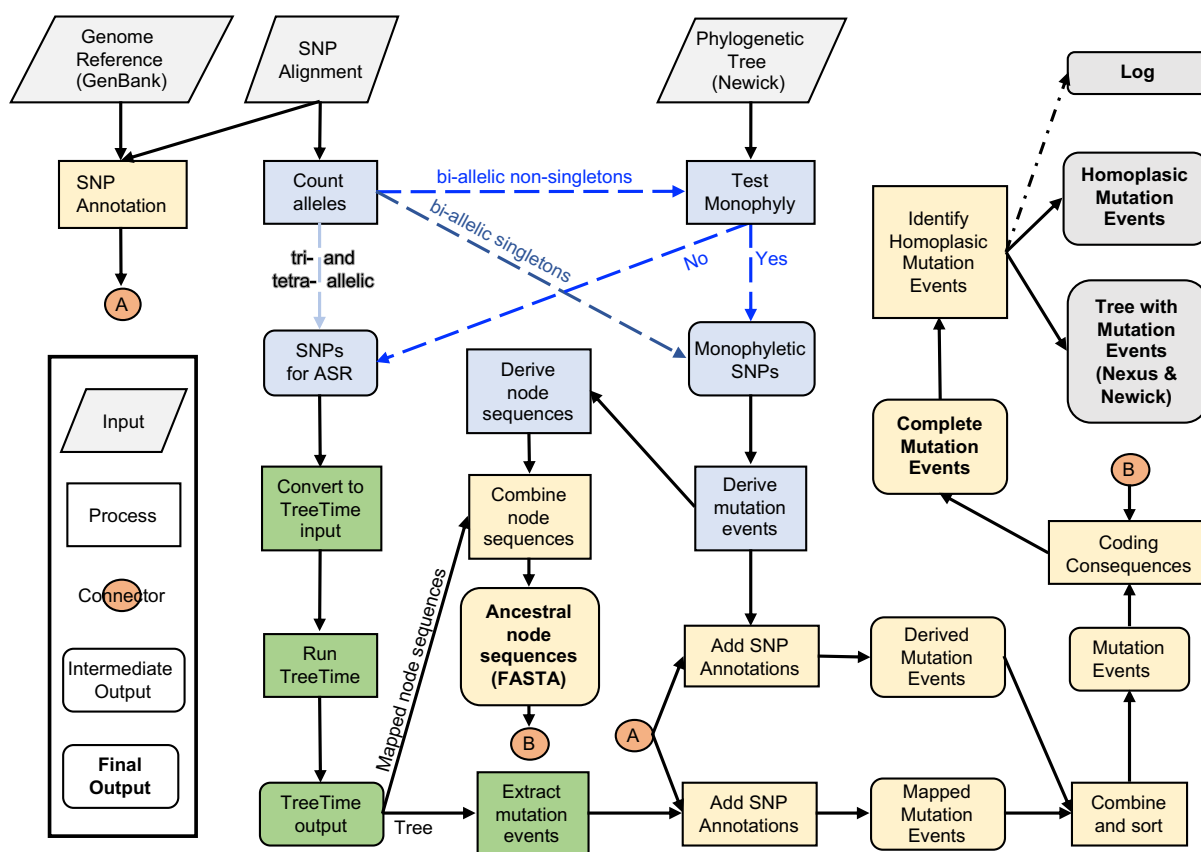 Genome
Reference
(GenBank)
SNP
Alignment
Phylogenetic
Tree
(Newick)
Log
SNP
Annotation
Count
alleles
bi-allelic non-singletons
bi-allelic singletons
Test
Monophyly
Identify
Homoplasic
Mutation
Events
Homoplasic
Mutation
Events
tri- and
tetra- allelic
No
Yes
A
Tree with
Mutation
Events
(Nexus &
Newick)
SNPs
for ASR
Derive
node
sequences
Monophyletic
SNPs
Complete
Mutation
Events
Input
Process
Connector
Intermediate
Output
Final
Output
Convert to
TreeTime
input
Combine
node
sequences
Derive
mutation
events
B
Coding
Consequences
Mapped node sequences
Ancestral
node
sequences
(FASTA)
Run
TreeTime
Add SNP
Annotations
Derived
Mutation
Events
Mutation
Events
B
A
TreeTime
output
Tree
Extract
mutation
events
Add SNP
Annotations
Mapped
Mutation
Events
Combine
and sort